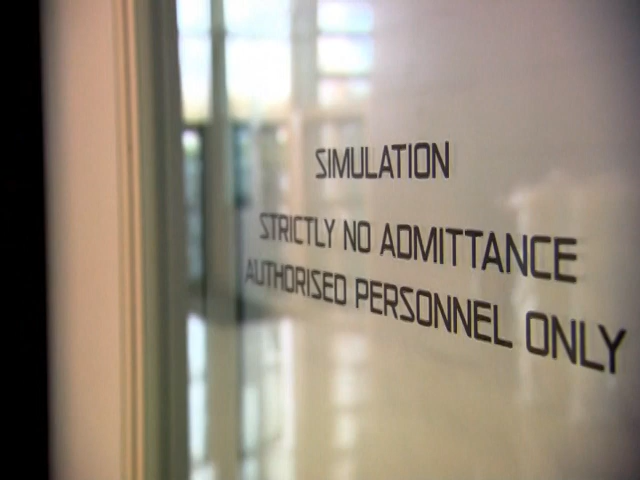 SIMULATION
STRICTLY NO ADMITTANCE
AUTHORISED PERSONNEL ONLY